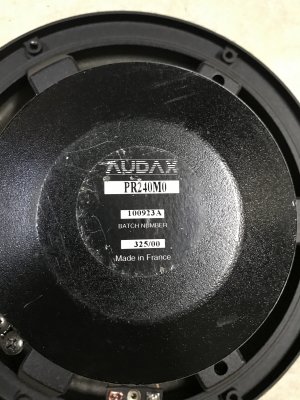 AUDAX
PR240M0
100923A
BATCH NUMBER
325/00
Made in France